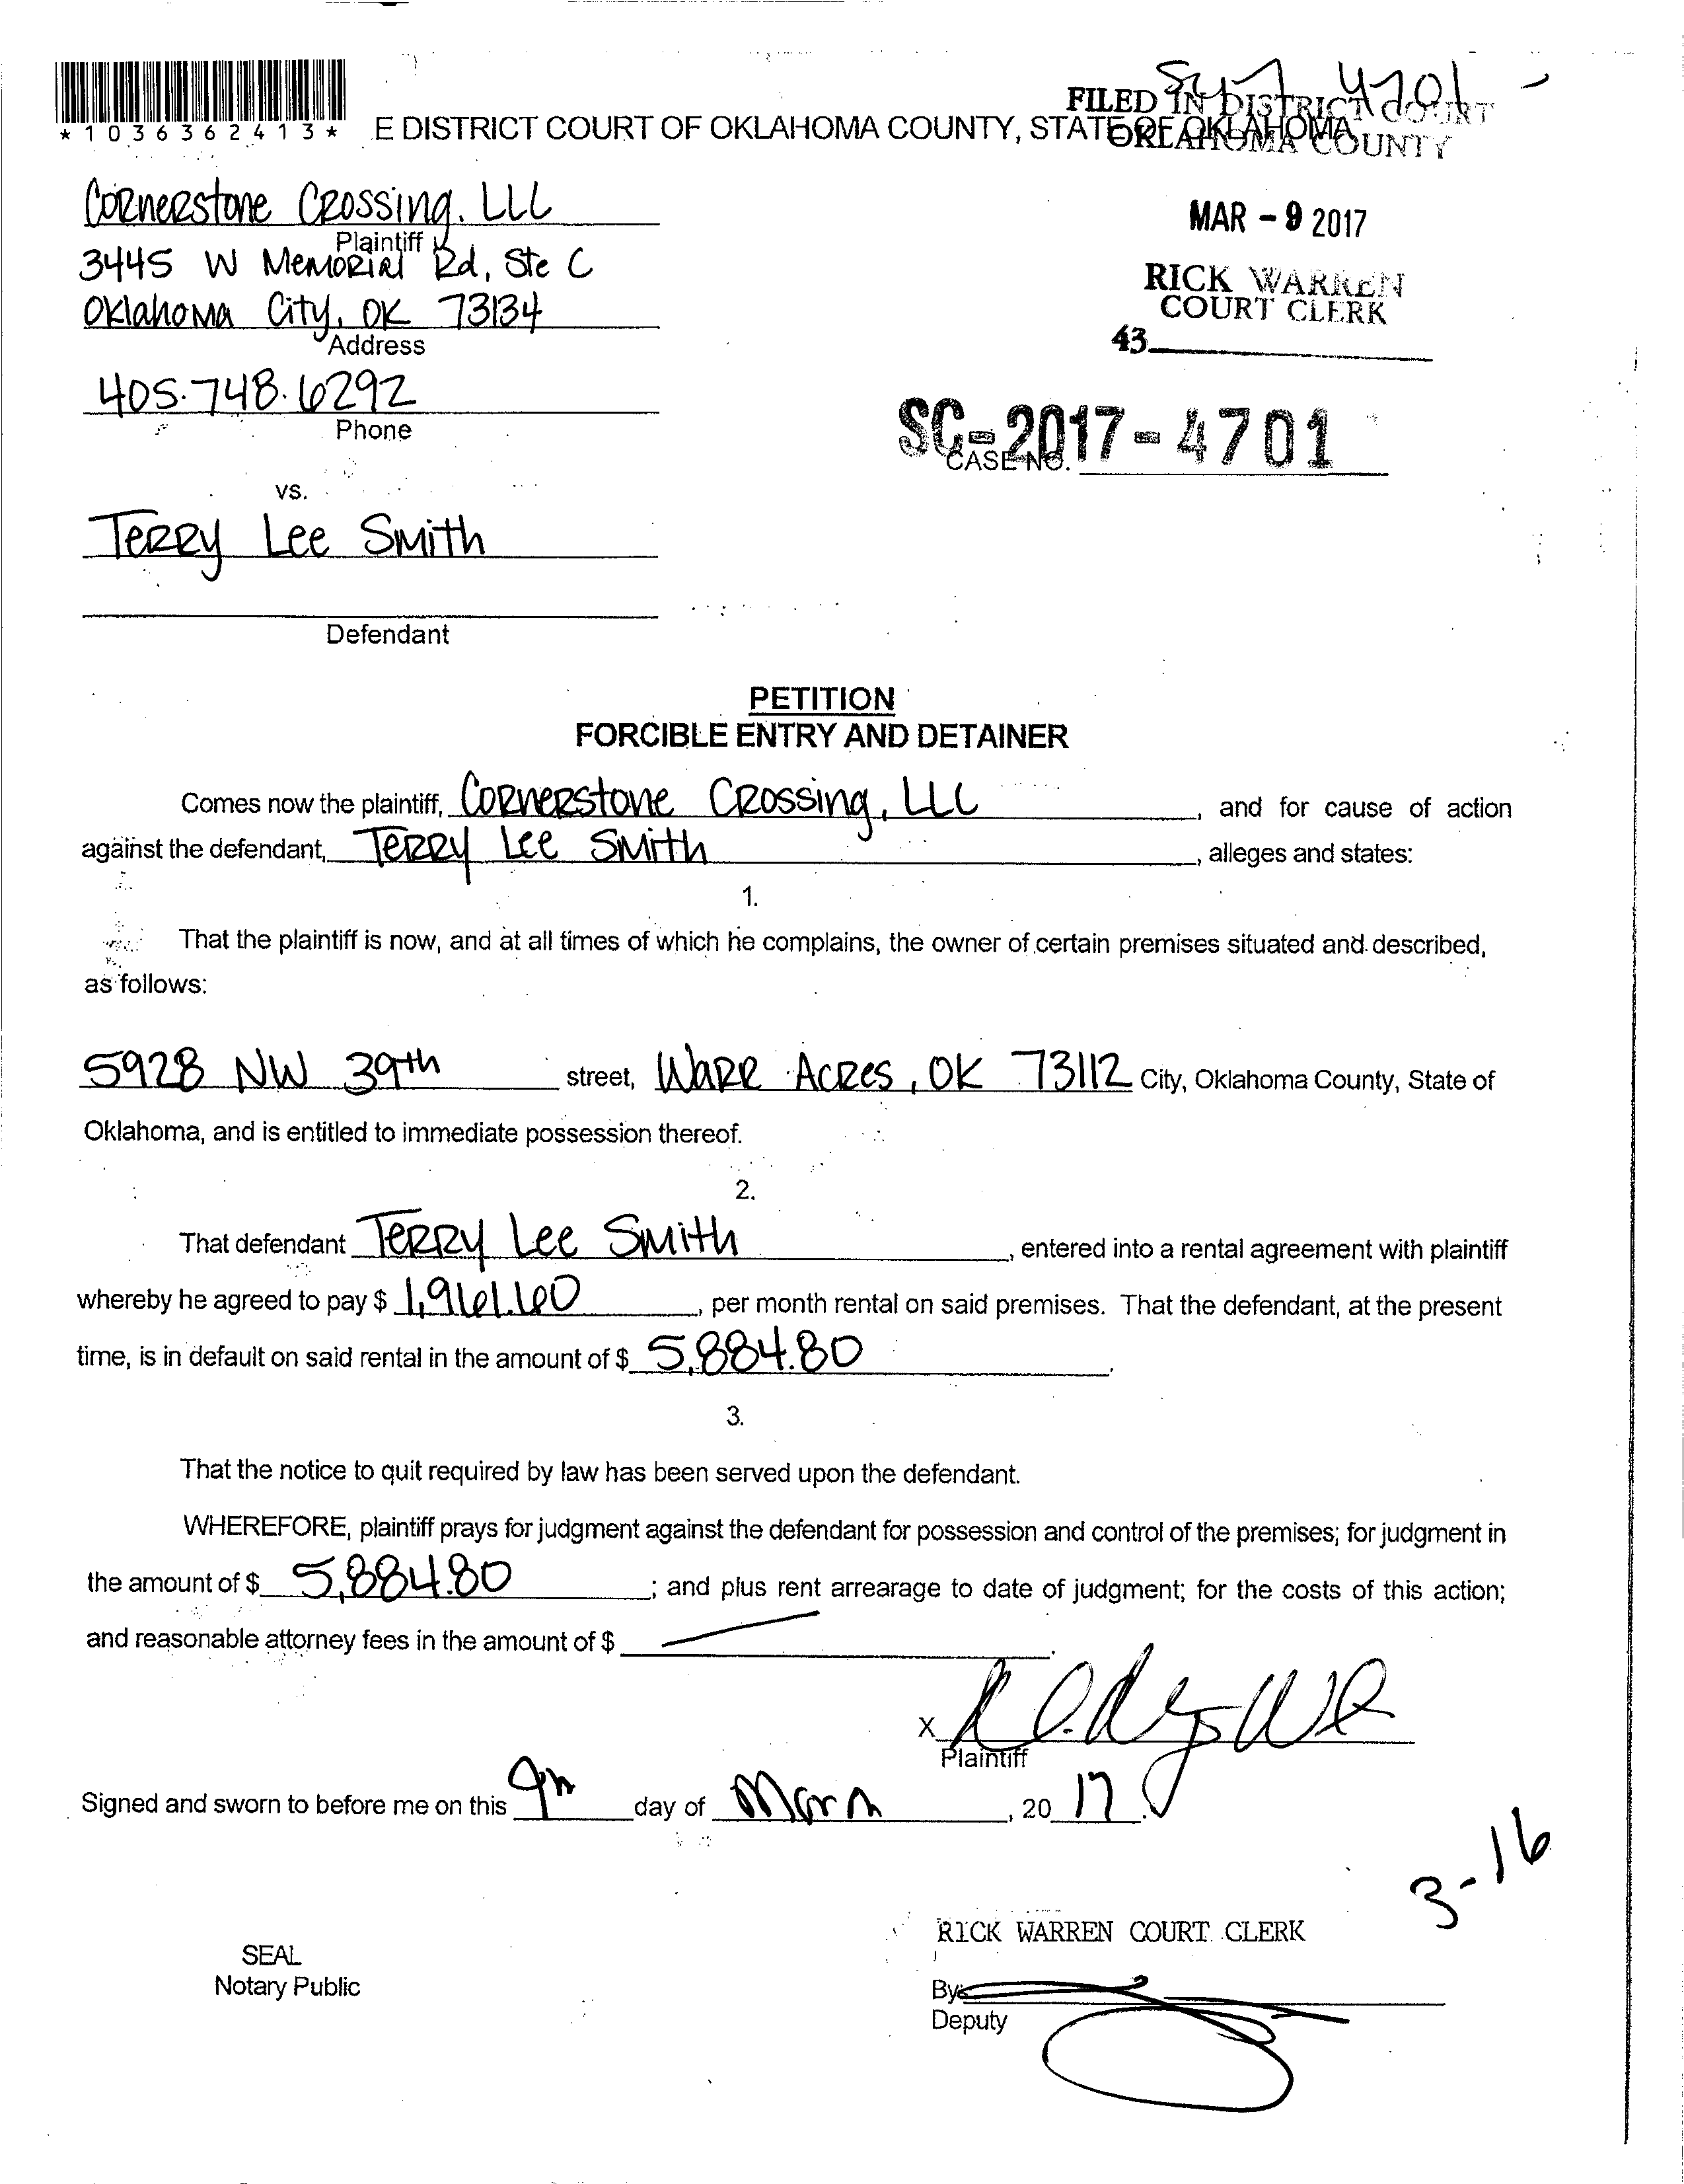 *1036362413*
E DISTRICT COURT OF OKLAHOMA COUNTY, STATE OF OKLAHOMA
4701
FILED IN DISTRICT COURT
OKLAHOMA COUNTY
MAR - 9 2017
RICK WARREN
COURT CLERK
43
Cornerstone Crossing, LLC
Plaintiff
3445 W Memorial Rd, Ste C
Oklahoma City, OK 73134
Address
405.748.6292
Phone
SC-2017-4701
CASE NO.
vs.
Terry Lee Smith
Defendant
PETITION
FORCIBLE ENTRY AND DETAINER
Comes now the plaintiff, Cornerstone Crossing, LLC, and for cause of action
against the defendant, Terry Lee Smith, alleges and states:
1.
That the plaintiff is now, and at all times of which he complains, the owner of certain premises situated and described,
as follows:
5928 NW 39th street, Warr Acres, OK 73112 City, Oklahoma County, State of
Oklahoma, and is entitled to immediate possession thereof.
2.
That defendant Terry Lee Smith, entered into a rental agreement with plaintiff
whereby he agreed to pay $ 1,961.60, per month rental on said premises. That the defendant, at the present
time, is in default on said rental in the amount of $ 5,884.80.
3.
That the notice to quit required by law has been served upon the defendant.
WHEREFORE, plaintiff prays for judgment against the defendant for possession and control of the premises; for judgment in
the amount of $ 5,884.80; and plus rent arrearage to date of judgment; for the costs of this action;
and reasonable attorney fees in the amount of $ .
X
Plaintiff
Signed and sworn to before me on this 9th day of March, 20 17.
3-16
RICK WARREN COURT CLERK
SEAL
Notary Public
By:
Deputy